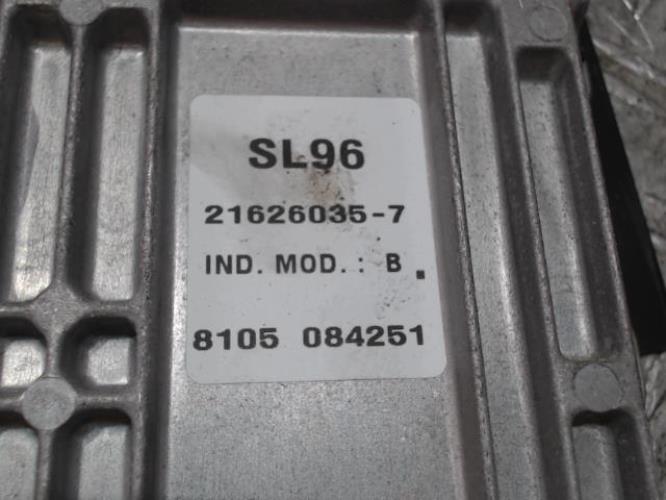 SL96
21626035-7
IND. MOD. : B.
8105 084251